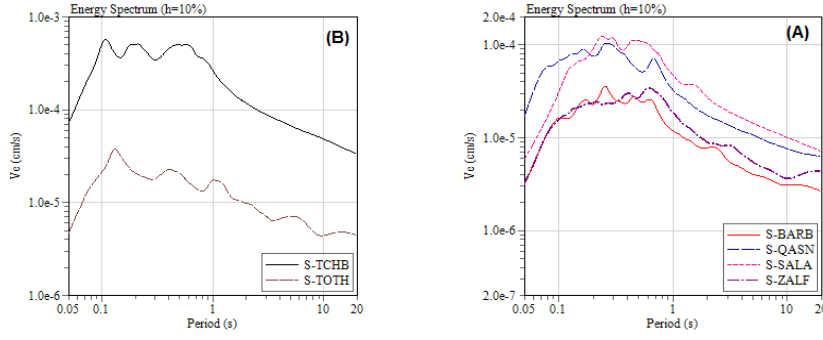 Energy Spectrum (h=10%)
1.0e-3
(B)
1.0e-4
Ve (cm/s)
1.0e-5
S-TCHB
S-TOTH
1.0e-6
0.05
0.1
1
10
20
Period (s)
Energy Spectrum (h=10%)
2.0e-4
(A)
1.0e-4
1.0e-5
Ve (cm/s)
1.0e-6
S-BARB
S-QASN
S-SALA
S-ZALF
2.0e-7
0.05
0.1
1
10
20
Period (s)